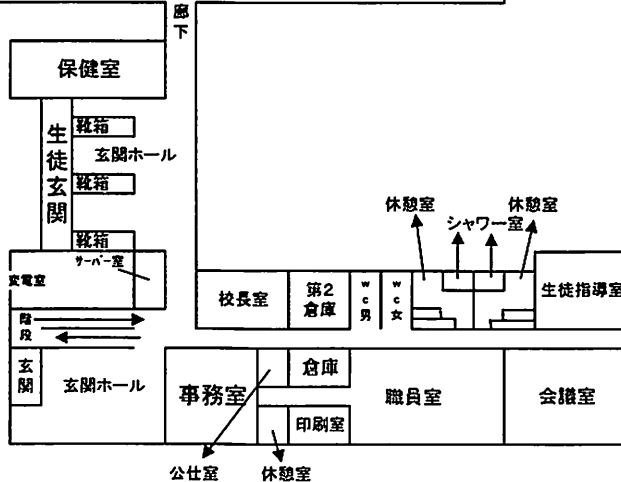 廊下
保健室
生徒玄関
靴箱
玄関ホール
靴箱
靴箱
サーバー室
変電室
階段
玄関
玄関ホール
休憩室
シャワー室
休憩室
校長室
第2
倉庫
wc男
wc女
生徒指導室
事務室
倉庫
印刷室
職員室
会議室
公仕室
休憩室